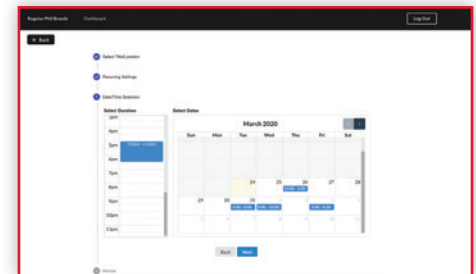 Regular Phil Brands Dashboard Log Out
← Back
Select Title/Location
Recurring Settings
Date/Time Selection
Select Duration Select Dates
3pm
4pm
5pm
6pm
7pm
8pm
9pm
10pm
11pm
March 2020
Sun Mon Tue Wed Thu Fri Sat
24 25 26 27 28
29 30 31
Back Next
Review